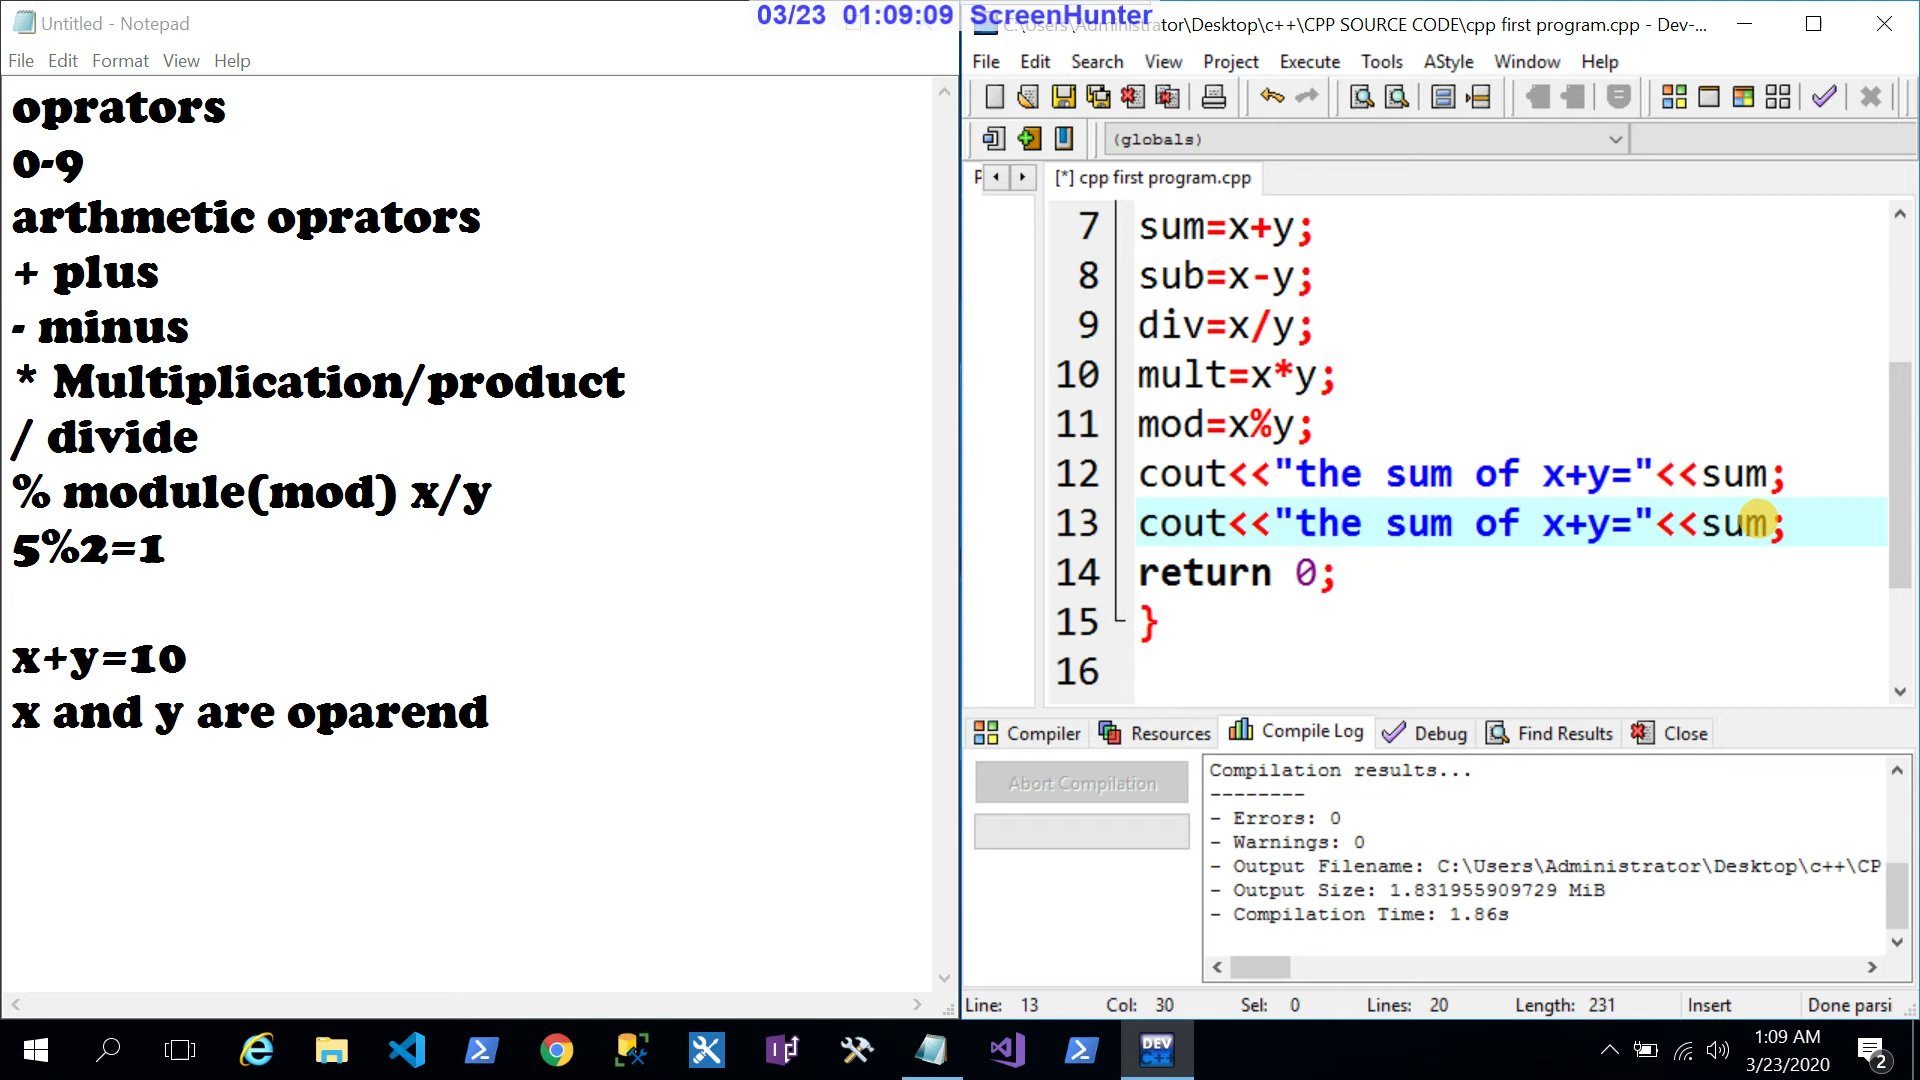 Untitled - Notepad
File Edit Format View Help
oprators
0-9
arthmetic oprators
+ plus
- minus
* Multiplication/product
/ divide
% module(mod) x/y
5%2=1
x+y=10
x and y are oparend
03/23 01:09:09 ScreenHunter
C:\Users\Administrator\Desktop\c++\CPP SOURCE CODE\cpp first program.cpp - Dev-...
File Edit Search View Project Execute Tools AStyle Window Help
(globals)
[*] cpp first program.cpp
7 sum=x+y;
8 sub=x-y;
9 div=x/y;
10 mult=x*y;
11 mod=x%y;
12 cout<<"the sum of x+y="<<sum;
13 cout<<"the sum of x+y="<<sum;
14 return 0;
15 }
16
Compiler Resources Compile Log Debug Find Results Close
Abort Compilation
Compilation results...
--------
- Errors: 0
- Warnings: 0
- Output Filename: C:\Users\Administrator\Desktop\c++\CP
- Output Size: 1.831955909729 MiB
- Compilation Time: 1.86s
Line: 13 Col: 30 Sel: 0 Lines: 20 Length: 231 Insert Done parsi
DEV C++
1:09 AM
3/23/2020
2